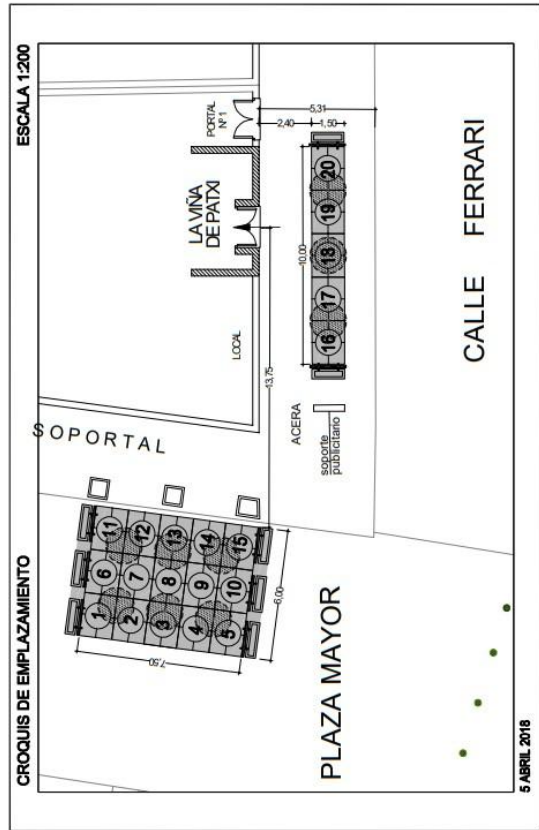 CROQUIS DE EMPLAZAMIENTO
ESCALA 1:200
SOPORTAL
LOCAL
LA VIÑA
DE PATXI
PORTAL
Nº 1
5,31
2,40
1,50
10,00
13,75
1
2
3
4
5
6
7
8
9
10
11
12
13
14
15
7,50
6,00
16
17
18
19
20
ACERA
soporte
publicitario
PLAZA MAYOR
CALLE FERRARI
5 ABRIL 2018